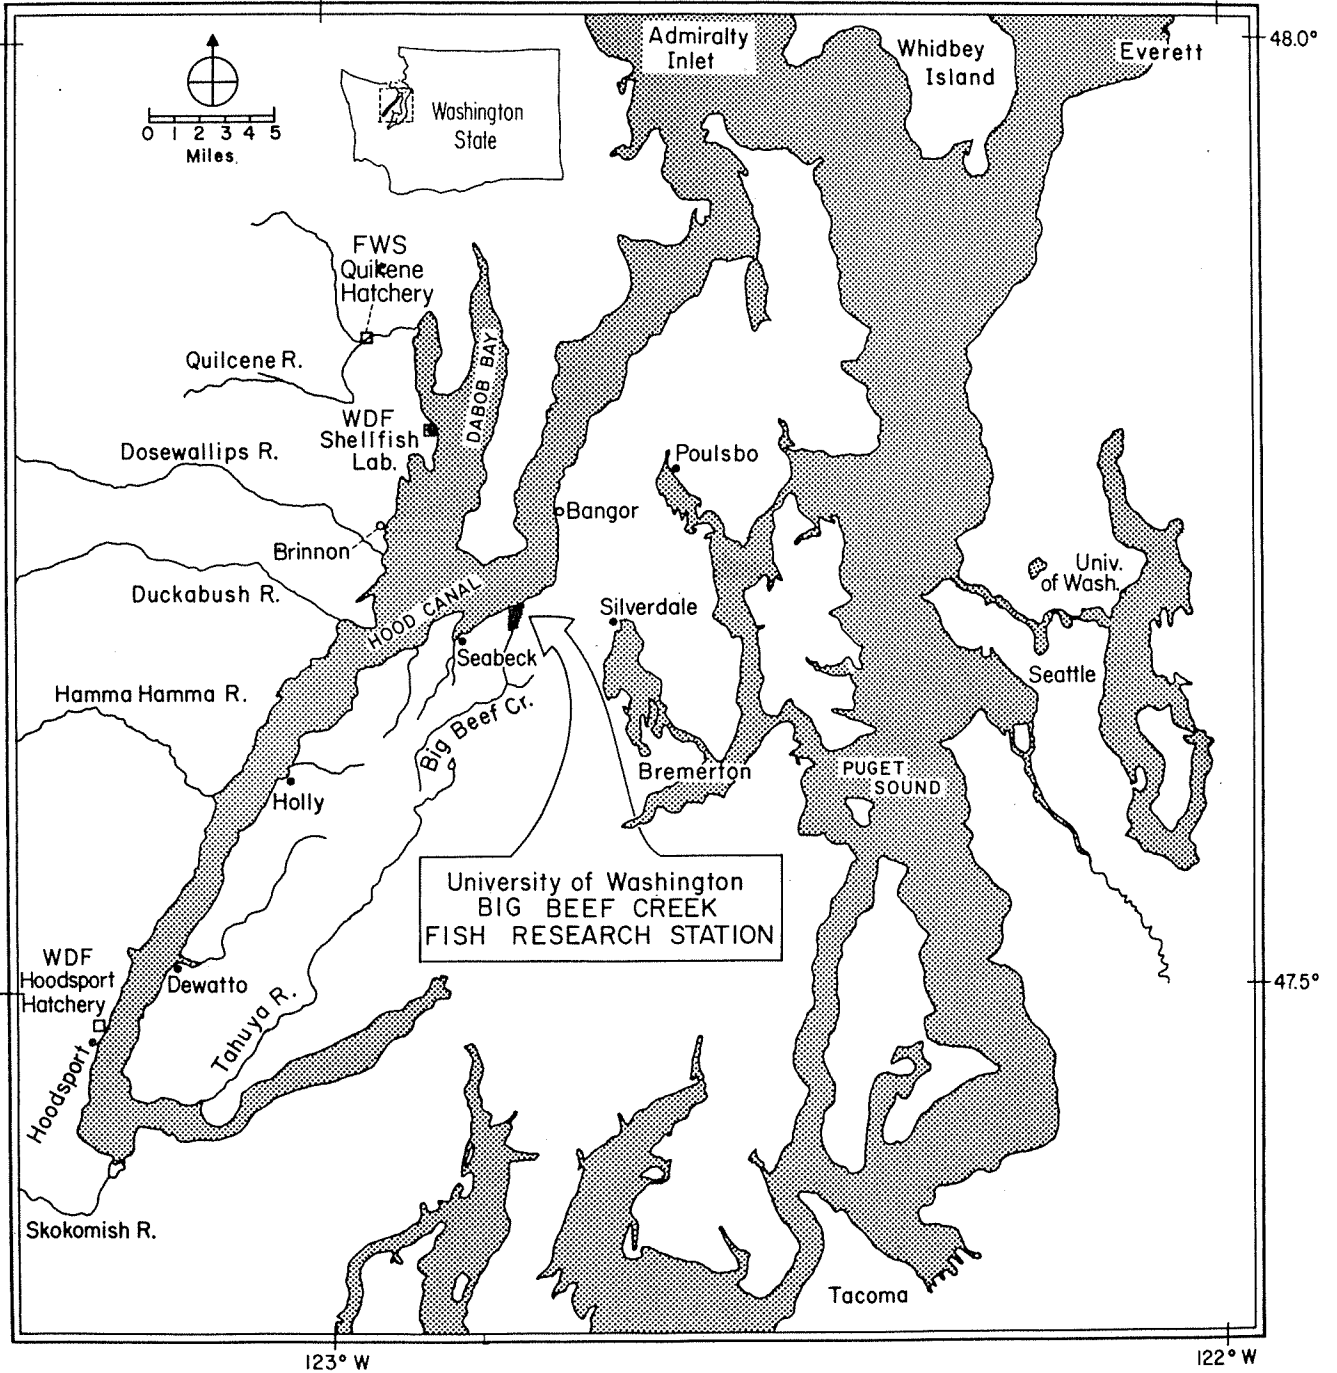 Admiralty
Inlet
Whidbey
Island
Everett
48.0°
0 1 2 3 4 5
Miles
Washington
State
FWS
Quilcene
Hatchery
Quilcene R.
DABOB BAY
WDF
Shellfish
Lab.
Dosewallips R.
Poulsbo
Bangor
Brinnon
Univ.
of Wash.
Duckabush R.
HOOD CANAL
Silverdale
Seabeck
Seattle
Hamma Hamma R.
Big Beef Cr.
Bremerton
PUGET
SOUND
Holly
University of Washington
BIG BEEF CREEK
FISH RESEARCH STATION
WDF
Hoodsport
Hatchery
Dewatto
47.5°
Tahuya R.
Hoodsport
Skokomish R.
Tacoma
123° W
122° W